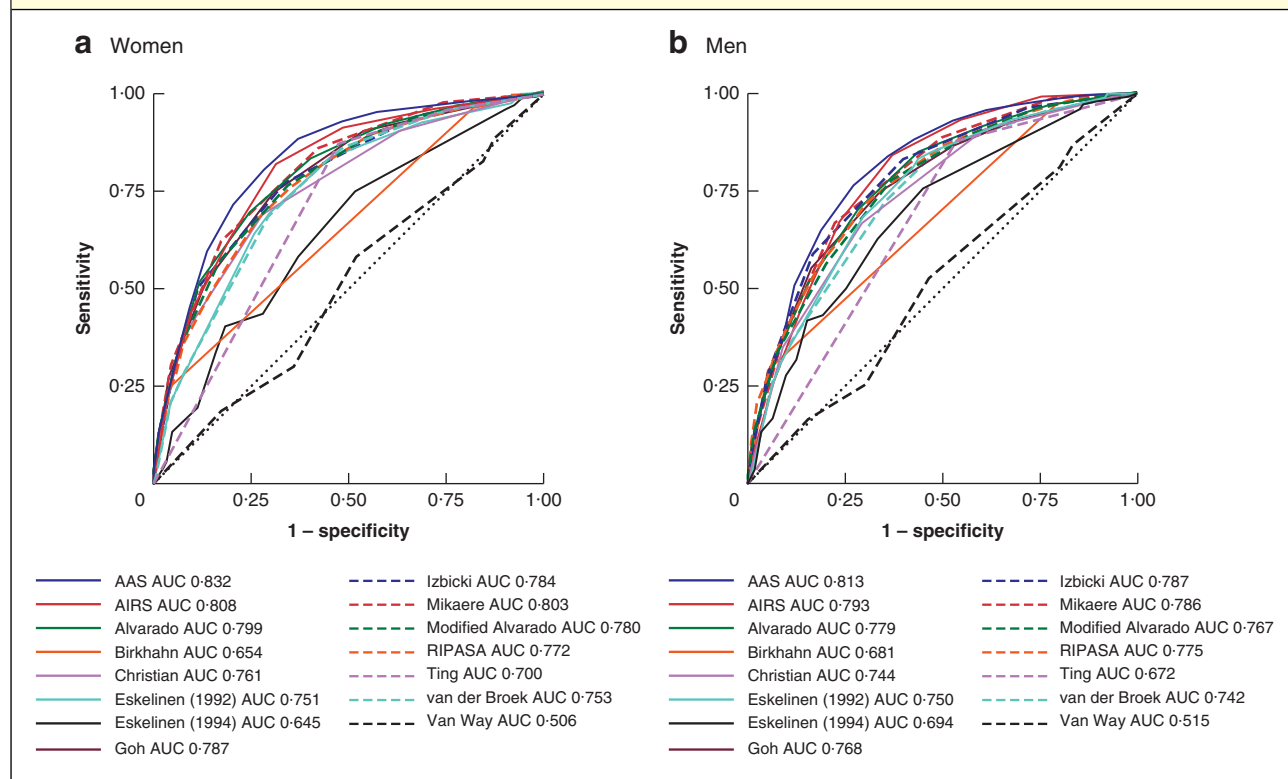 a Women
1·00
0·75
0·50
0·25
0
0·25
0·50
0·75
1·00
Sensitivity
1 – specificity
AAS AUC 0·832
AIRS AUC 0·808
Alvarado AUC 0·799
Birkhahn AUC 0·654
Christian AUC 0·761
Eskelinen (1992) AUC 0·751
Eskelinen (1994) AUC 0·645
Goh AUC 0·787
Izbicki AUC 0·784
Mikaere AUC 0·803
Modified Alvarado AUC 0·780
RIPASA AUC 0·772
Ting AUC 0·700
van der Broek AUC 0·753
Van Way AUC 0·506
b Men
1·00
0·75
0·50
0·25
0
0·25
0·50
0·75
1·00
Sensitivity
1 – specificity
AAS AUC 0·813
AIRS AUC 0·793
Alvarado AUC 0·779
Birkhahn AUC 0·681
Christian AUC 0·744
Eskelinen (1992) AUC 0·750
Eskelinen (1994) AUC 0·694
Goh AUC 0·768
Izbicki AUC 0·787
Mikaere AUC 0·786
Modified Alvarado AUC 0·767
RIPASA AUC 0·775
Ting AUC 0·672
van der Broek AUC 0·742
Van Way AUC 0·515